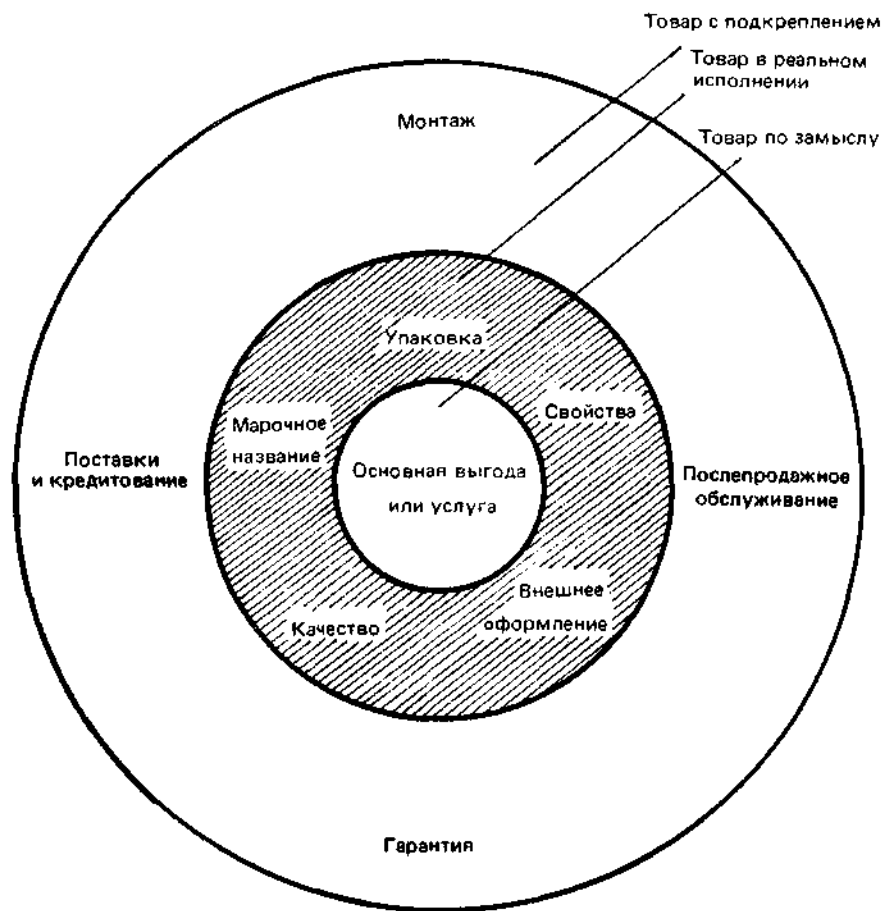 Товар с подкреплением
Товар в реальном
исполнении
Товар по замыслу
Монтаж
Упаковка
Свойства
Марочное
название
Поставки
и кредитование
Основная выгода
или услуга
Послепродажное
обслуживание
Внешнее
оформление
Качество
Гарантия